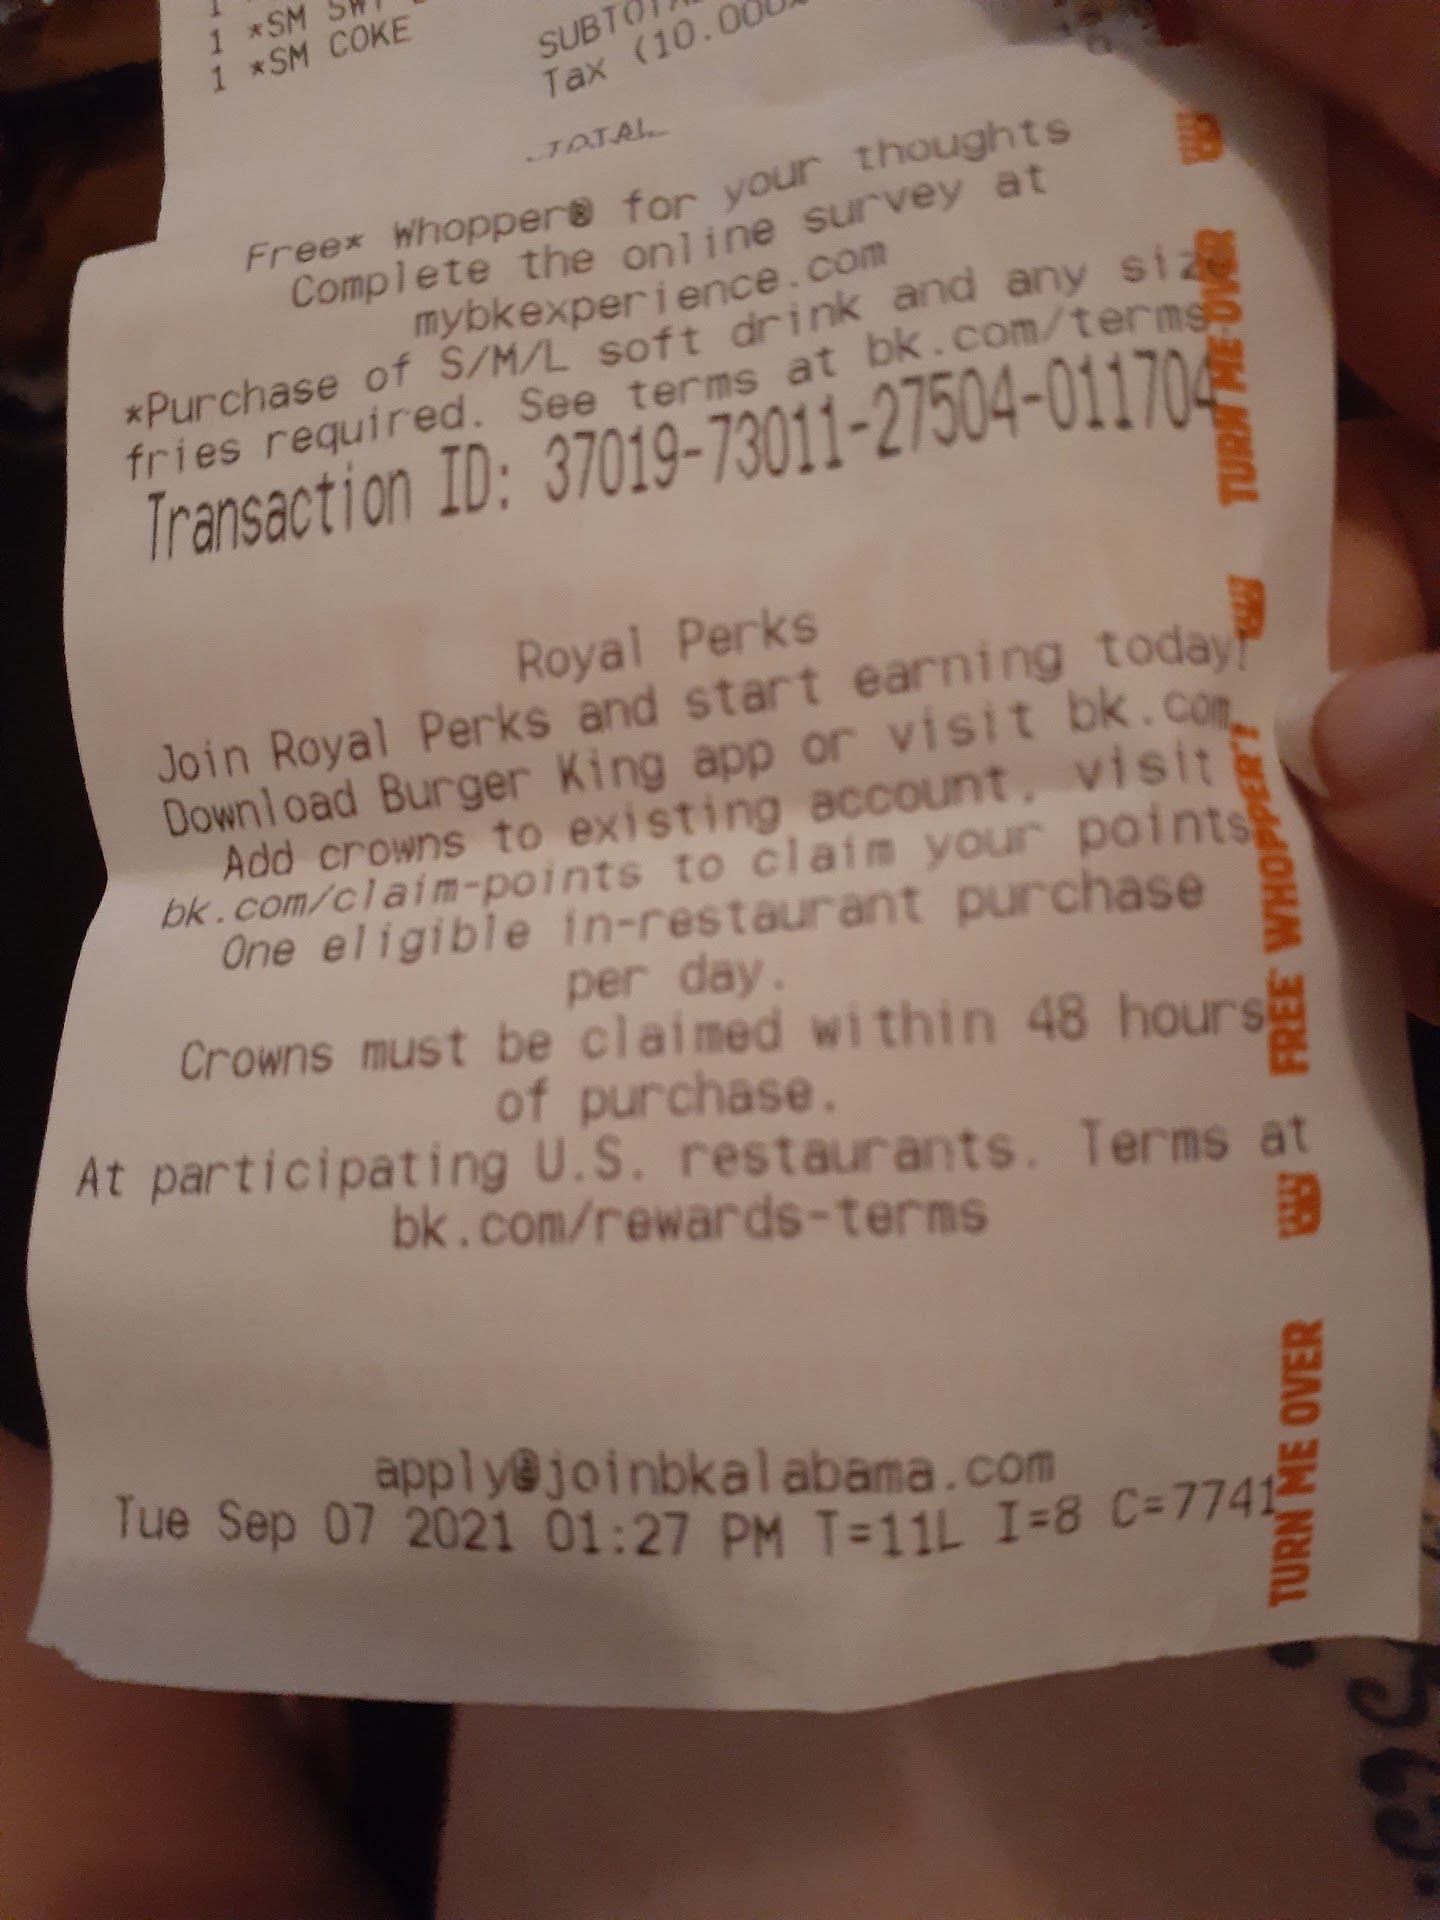 1 *SM
1 *SM COKE
SUBTOTAL
Tax (10.000%
TOTAL
Free* Whopper® for your thoughts
Complete the online survey at
mybkexperience.com
*Purchase of S/M/L soft drink and any size
fries required. See terms at bk.com/terms.
Transaction ID: 37019-73011-27504-011704
Royal Perks
Join Royal Perks and start earning today!
Download Burger King app or visit bk.com
Add crowns to existing account, visit
bk.com/claim-points to claim your points
One eligible in-restaurant purchase
per day.
Crowns must be claimed within 48 hours
of purchase.
At participating U.S. restaurants. Terms at
bk.com/rewards-terms
apply@joinbkalabama.com
Tue Sep 07 2021 01:27 PM T=11L I=8 C=7741
TURN ME OVER
FREE WHOPPER?
TURN ME OVER